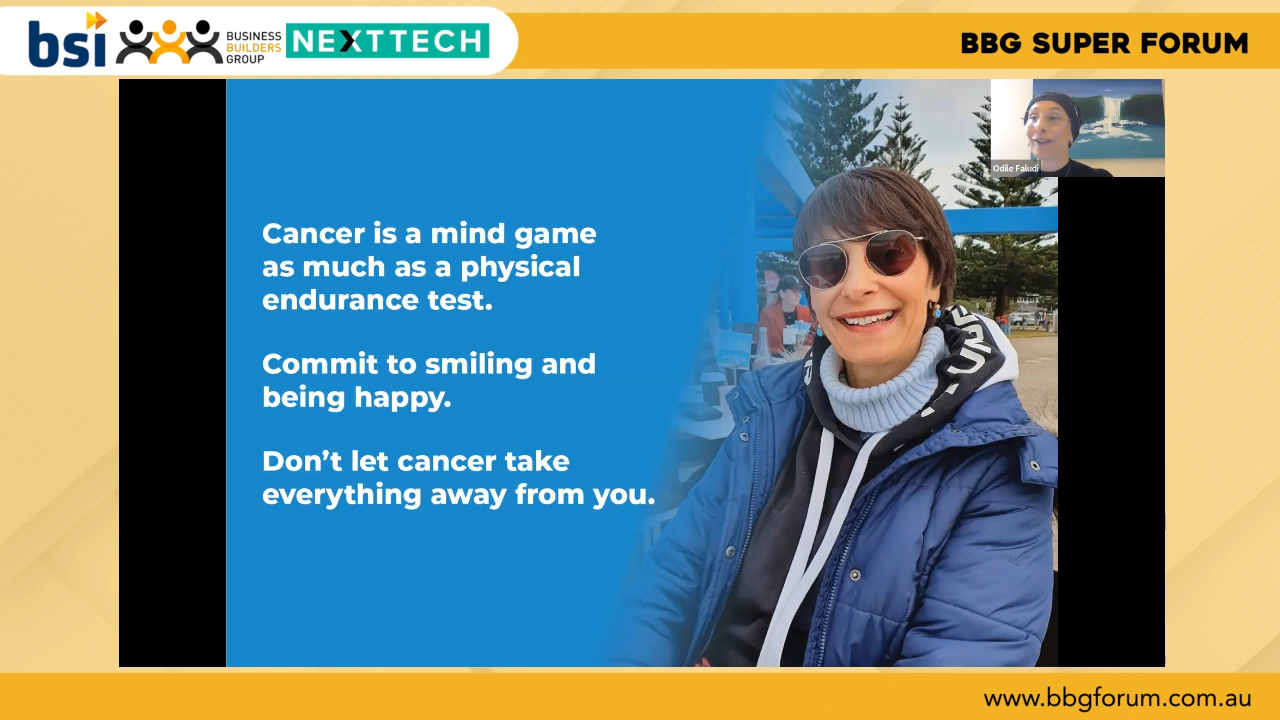 bsi
BUSINESS
BUILDERS
GROUP
NEXTTECH
BBG SUPER FORUM
Odile Faludi
Cancer is a mind game
as much as a physical
endurance test.
Commit to smiling and
being happy.
Don’t let cancer take
everything away from you.
www.bbgforum.com.au